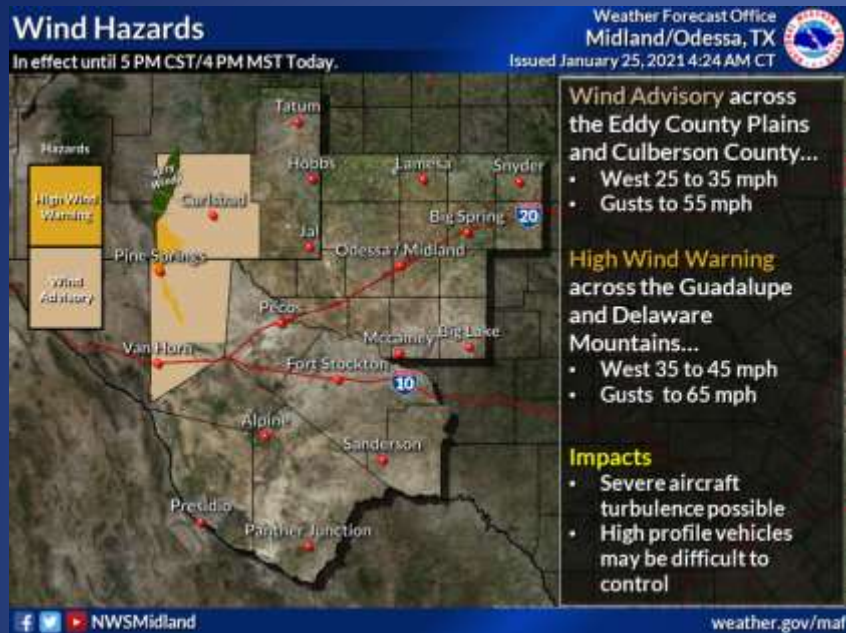 Wind Hazards
Weather Forecast Office
Midland/Odessa, TX
In effect until 5 PM CST/4 PM MST Today.
Issued January 25, 2021 4:24 AM CT
Hazards
High Wind
Warning
Wind
Advisory
Tatum
Very
Windy
Hobbs
Lamesa
Snyder
Carlsbad
Big Spring
20
Jal
Odessa / Midland
Pine Springs
Pecos
Van Horn
Mccamey
Big Lake
Fort Stockton
10
Alpine
Sanderson
Presidio
Panther Junction
Wind Advisory across
the Eddy County Plains
and Culberson County...
• West 25 to 35 mph
• Gusts to 55 mph
High Wind Warning
across the Guadalupe
and Delaware
Mountains...
• West 35 to 45 mph
• Gusts to 65 mph
Impacts
• Severe aircraft
turbulence possible
• High profile vehicles
may be difficult to
control
NWSMidland
weather.gov/maf